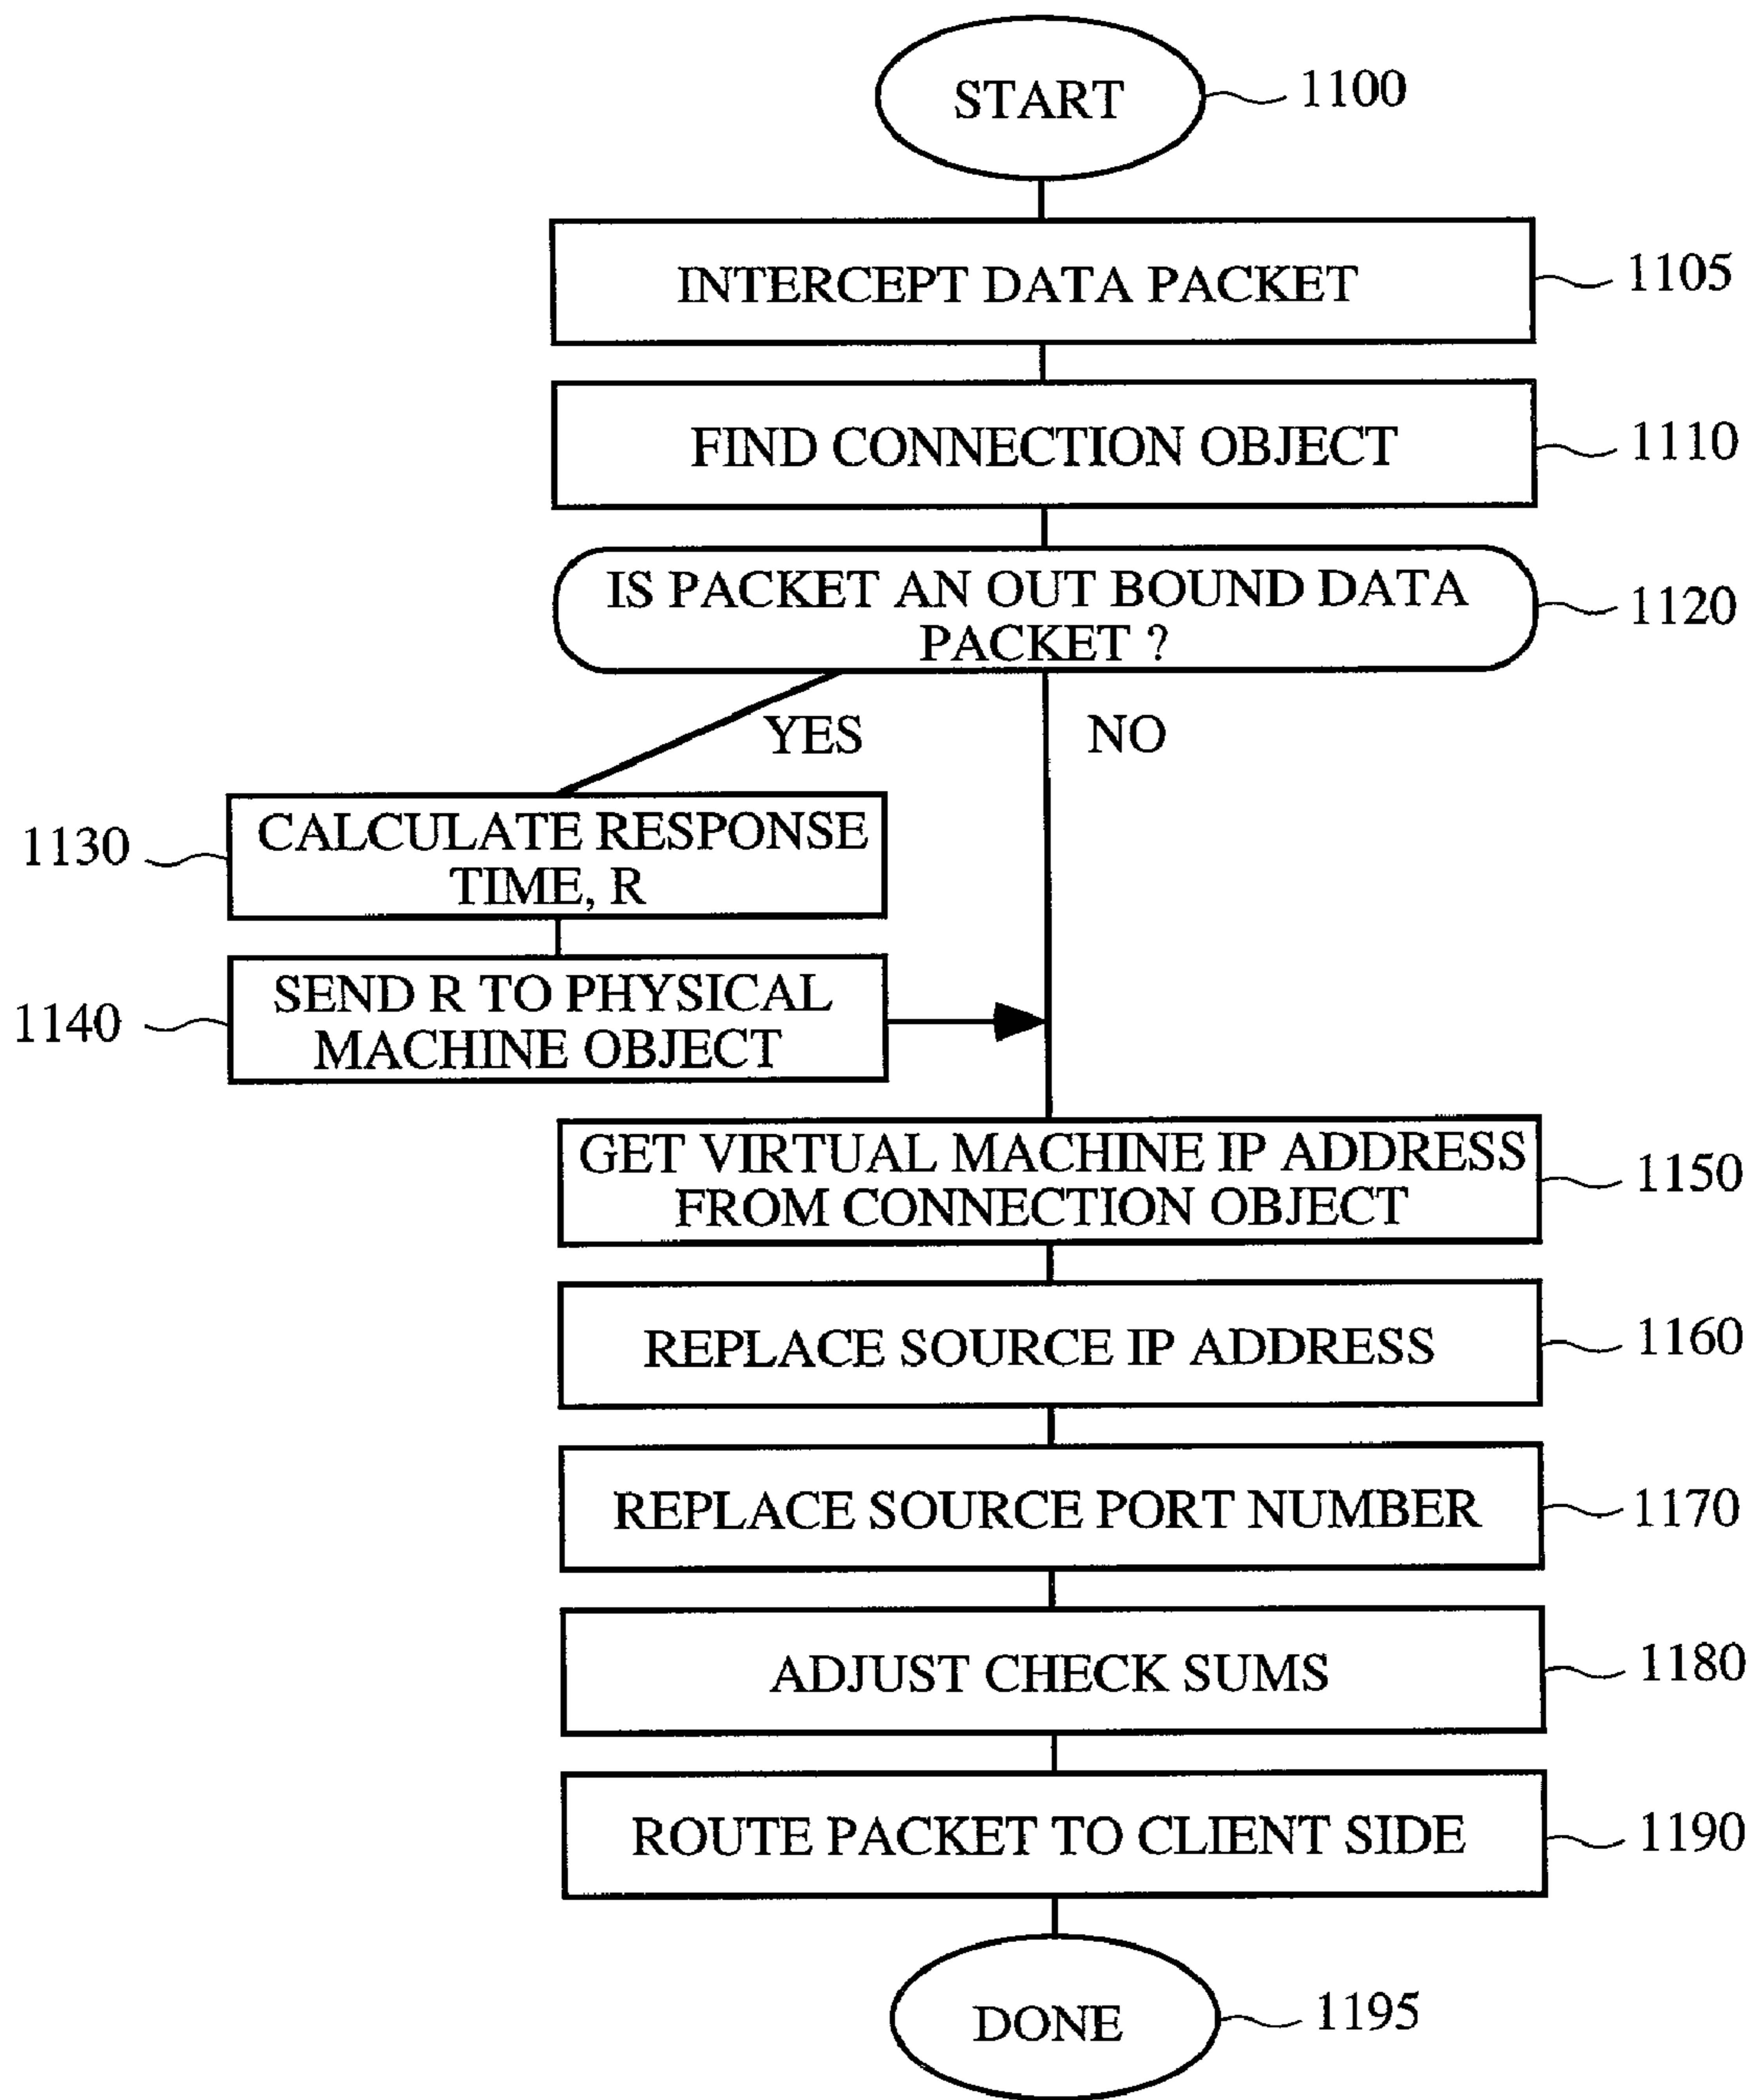 START
1100
INTERCEPT DATA PACKET
1105
FIND CONNECTION OBJECT
1110
IS PACKET AN OUT BOUND DATA
PACKET ?
1120
YES
NO
1130
CALCULATE RESPONSE
TIME, R
1140
SEND R TO PHYSICAL
MACHINE OBJECT
GET VIRTUAL MACHINE IP ADDRESS
FROM CONNECTION OBJECT
1150
REPLACE SOURCE IP ADDRESS
1160
REPLACE SOURCE PORT NUMBER
1170
ADJUST CHECK SUMS
1180
ROUTE PACKET TO CLIENT SIDE
1190
DONE
1195